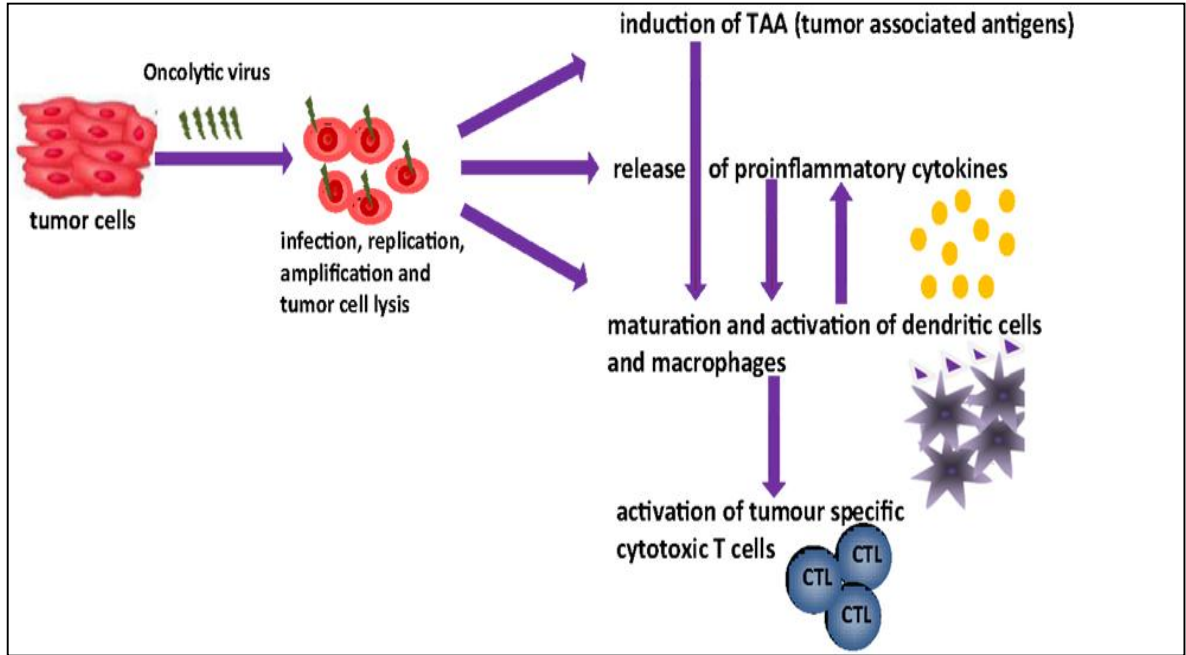 induction of TAA (tumor associated antigens)
Oncolytic virus
tumor cells
infection, replication,
amplification and
tumor cell lysis
release of proinflammatory cytokines
maturation and activation of dendritic cells
and macrophages
activation of tumour specific
cytotoxic T cells
CTL
CTL
CTL